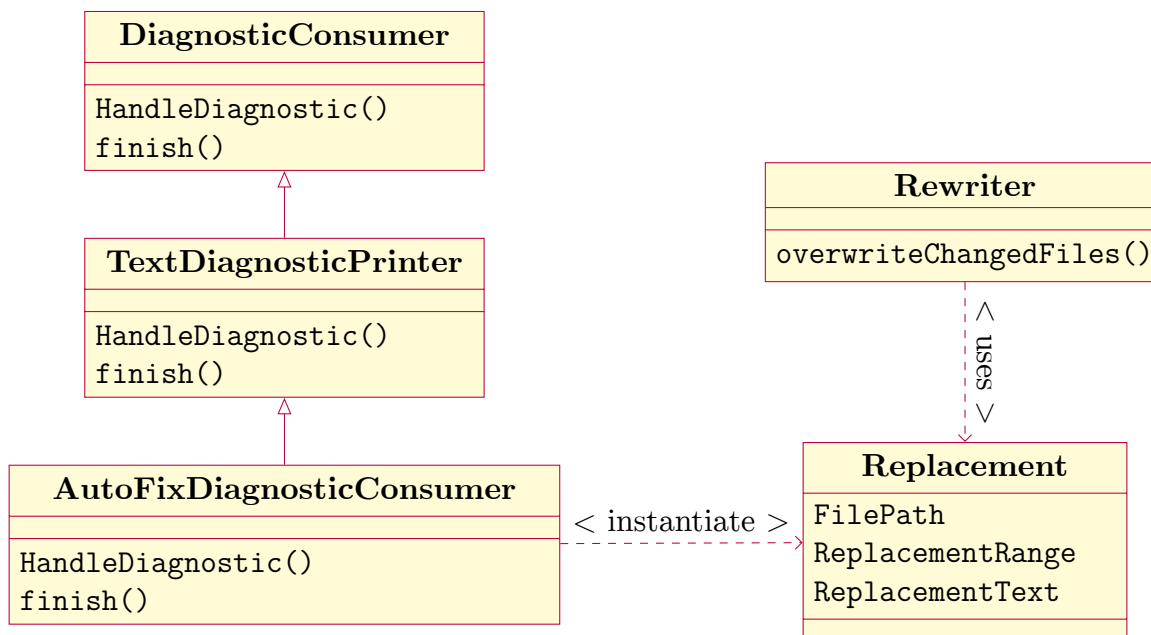 DiagnosticConsumer
HandleDiagnostic()
finish()
TextDiagnosticPrinter
HandleDiagnostic()
finish()
AutoFixDiagnosticConsumer
HandleDiagnostic()
finish()
< instantiate >
Rewriter
overwriteChangedFiles()
< uses >
Replacement
FilePath
ReplacementRange
ReplacementText